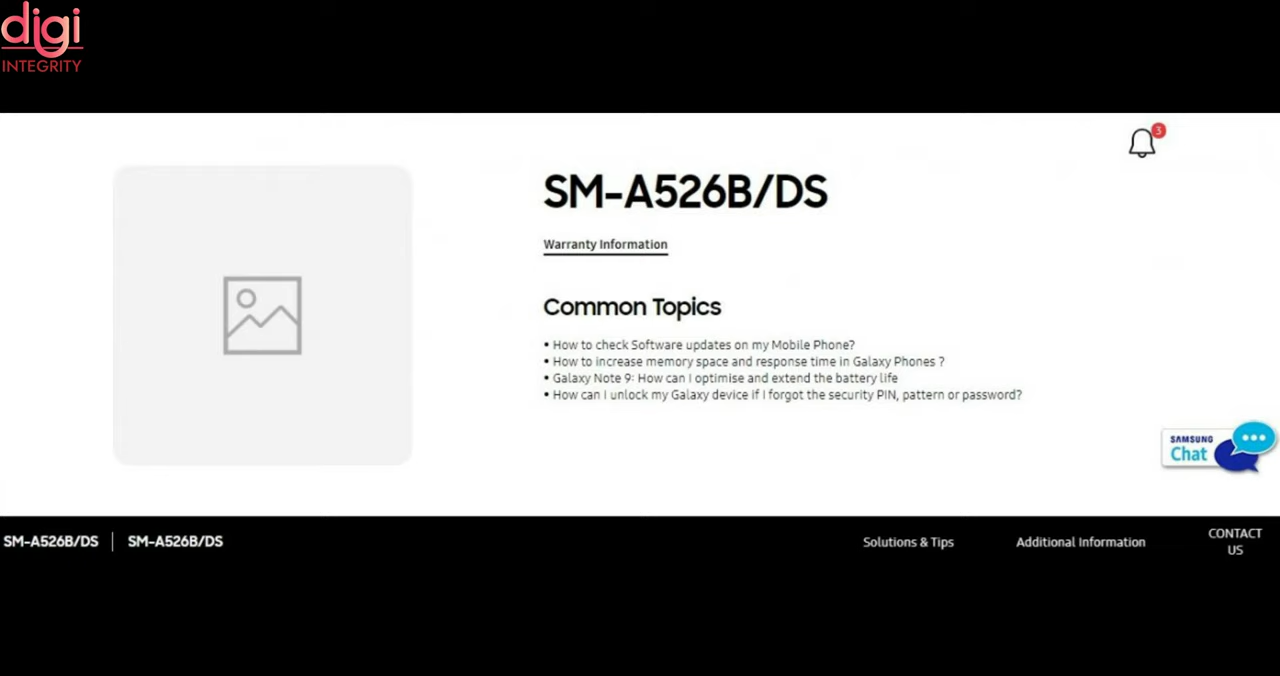 digi
INTEGRITY
3
SM-A526B/DS
Warranty Information
Common Topics
• How to check Software updates on my Mobile Phone?
• How to increase memory space and response time in Galaxy Phones ?
• Galaxy Note 9: How can I optimise and extend the battery life
• How can I unlock my Galaxy device if I forgot the security PIN, pattern or password?
SAMSUNG
Chat
SM-A526B/DS | SM-A526B/DS
Solutions & Tips
Additional Information
CONTACT
US